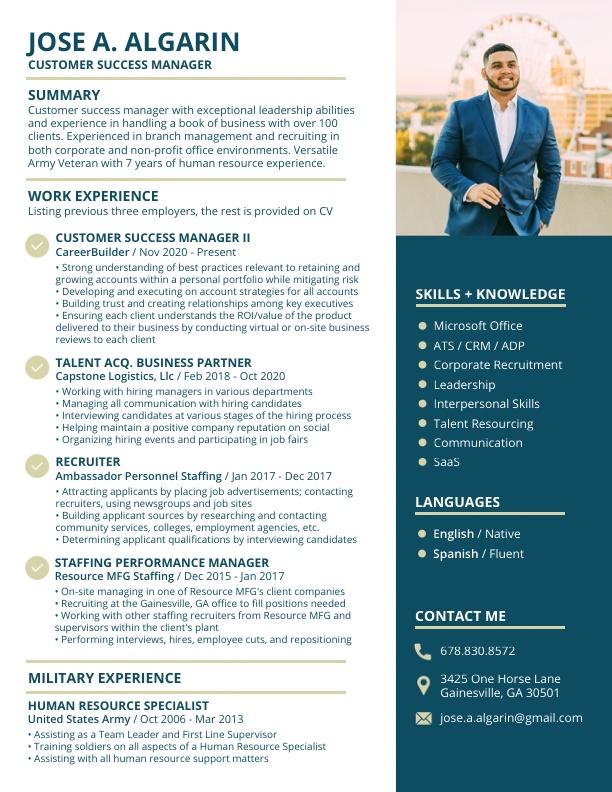 JOSE A. ALGARIN
CUSTOMER SUCCESS MANAGER
SUMMARY
Customer success manager with exceptional leadership abilities
and experience in handling a book of business with over 100
clients. Experienced in branch management and recruiting in
both corporate and non-profit office environments. Versatile
Army Veteran with 7 years of human resource experience.
WORK EXPERIENCE
Listing previous three employers, the rest is provided on CV
CUSTOMER SUCCESS MANAGER II
CareerBuilder / Nov 2020 - Present
• Strong understanding of best practices relevant to retaining and
growing accounts within a personal portfolio while mitigating risk
• Developing and executing on account strategies for all accounts
• Building trust and creating relationships among key executives
• Ensuring each client understands the ROI/value of the product
delivered to their business by conducting virtual or on-site business
reviews to each client
TALENT ACQ. BUSINESS PARTNER
Capstone Logistics, Llc / Feb 2018 - Oct 2020
• Working with hiring managers in various departments
• Managing all communication with hiring candidates
• Interviewing candidates at various stages of the hiring process
• Helping maintain a positive company reputation on social
• Organizing hiring events and participating in job fairs
RECRUITER
Ambassador Personnel Staffing / Jan 2017 - Dec 2017
• Attracting applicants by placing job advertisements; contacting
recruiters, using newsgroups and job sites
• Building applicant sources by researching and contacting
community services, colleges, employment agencies, etc.
• Determining applicant qualifications by interviewing candidates
STAFFING PERFORMANCE MANAGER
Resource MFG Staffing / Dec 2015 - Jan 2017
• On-site managing in one of Resource MFG's client companies
• Recruiting at the Gainesville, GA office to fill positions needed
• Working with other staffing recruiters from Resource MFG and
supervisors within the client's plant
• Performing interviews, hires, employee cuts, and repositioning
MILITARY EXPERIENCE
HUMAN RESOURCE SPECIALIST
United States Army / Oct 2006 - Mar 2013
• Assisting as a Team Leader and First Line Supervisor
• Training soldiers on all aspects of a Human Resource Specialist
• Assisting with all human resource support matters
SKILLS + KNOWLEDGE
Microsoft Office
ATS / CRM / ADP
Corporate Recruitment
Leadership
Interpersonal Skills
Talent Resourcing
Communication
SaaS
LANGUAGES
English / Native
Spanish / Fluent
CONTACT ME
678.830.8572
3425 One Horse Lane
Gainesville, GA 30501
jose.a.algarin@gmail.com